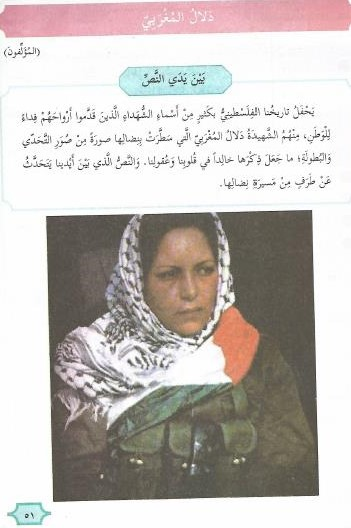 دَلالُ المُغْرَبِيّ
(المُؤَلِّفونَ)
بَيْنَ يَدَيِ النَّصِّ
يَحْفَلُ تاريخُنا الفِلَسْطينِيُّ بِكَثيرٍ مِنْ أَسْماءِ الشُّهَداءِ الَّذينَ قَدَّموا أَرْواحَهُمْ فِداءً
لِلْوَطَنِ، مِنْهُمُ الشَّهيدَةُ دَلالُ المُغْرَبِيّ الَّتي سَطَّرَتْ بِنِضالِها صورَةً مِنْ صُوَرِ التَّحَدّي
وَالبُطولَةِ؛ ما جَعَلَ ذِكْرَها خالِداً في قُلوبِنا وَعُقولِنا. وَالنَّصُّ الَّذي بَيْنَ أَيْدينا يَتَحَدَّثُ
عَنْ طَرَفٍ مِنْ مَسيرَةِ نِضالِها.
٥١